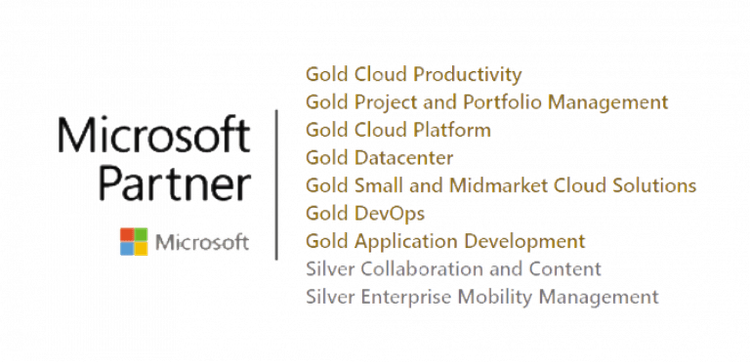 Microsoft
Partner
Microsoft
Gold Cloud Productivity
Gold Project and Portfolio Management
Gold Cloud Platform
Gold Datacenter
Gold Small and Midmarket Cloud Solutions
Gold DevOps
Gold Application Development
Silver Collaboration and Content
Silver Enterprise Mobility Management